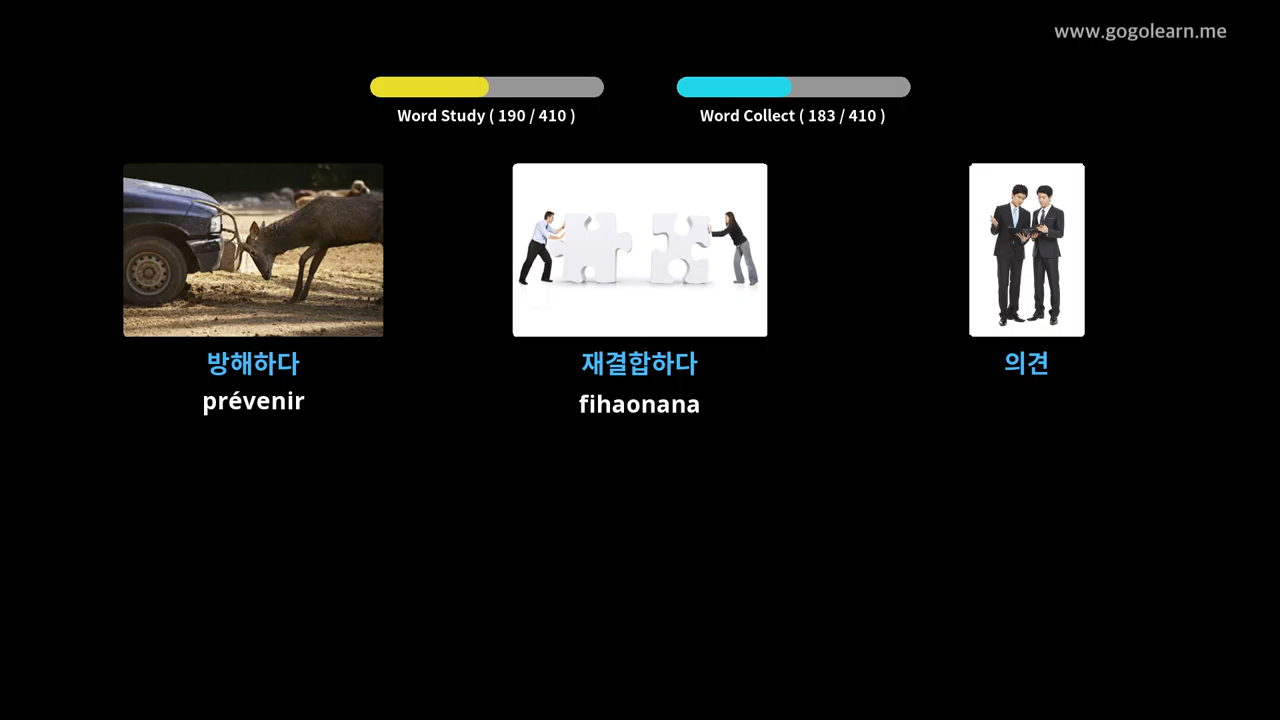 www.gogolearn.me
Word Study ( 190 / 410 )
Word Collect ( 183 / 410 )
방해하다
재결합하다
의견
prévenir
fihaonana